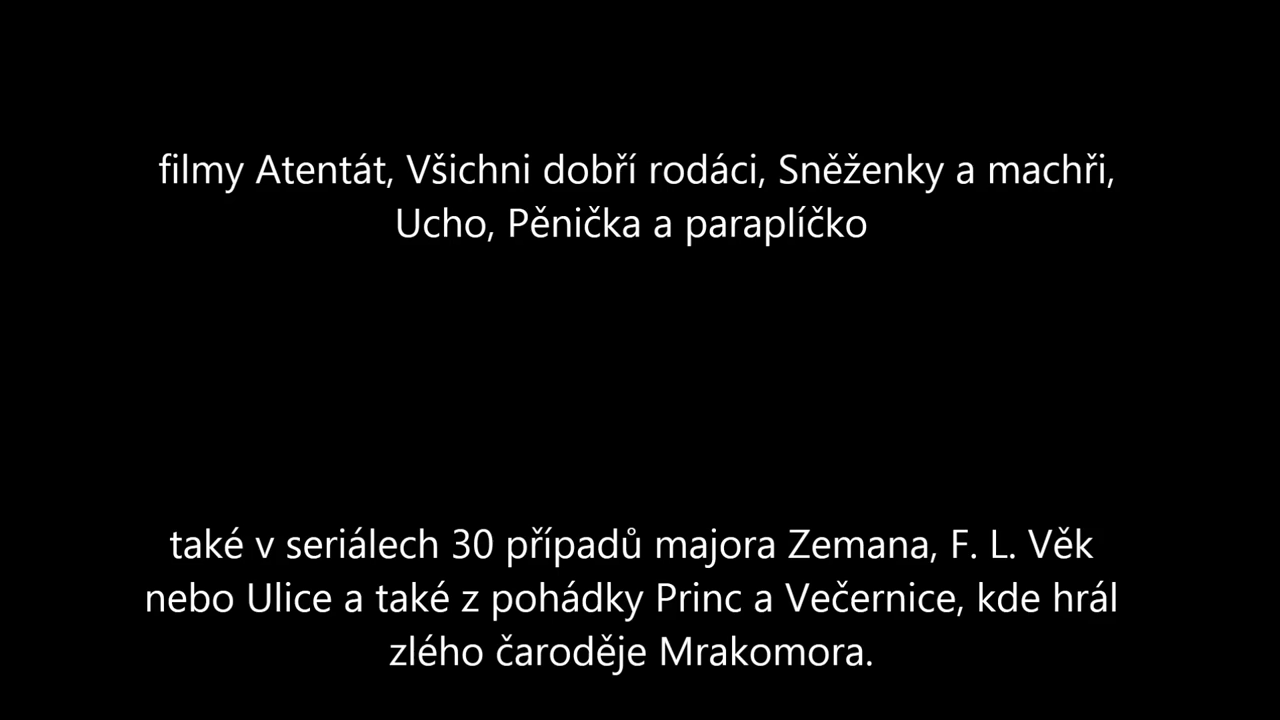 filmy Atentát, Všichni dobří rodáci, Sněženky a machři,
Ucho, Pěnička a paraplíčko
také v seriálech 30 případů majora Zemana, F. L. Věk
nebo Ulice a také z pohádky Princ a Večernice, kde hrál
zlého čaroděje Mrakomora.